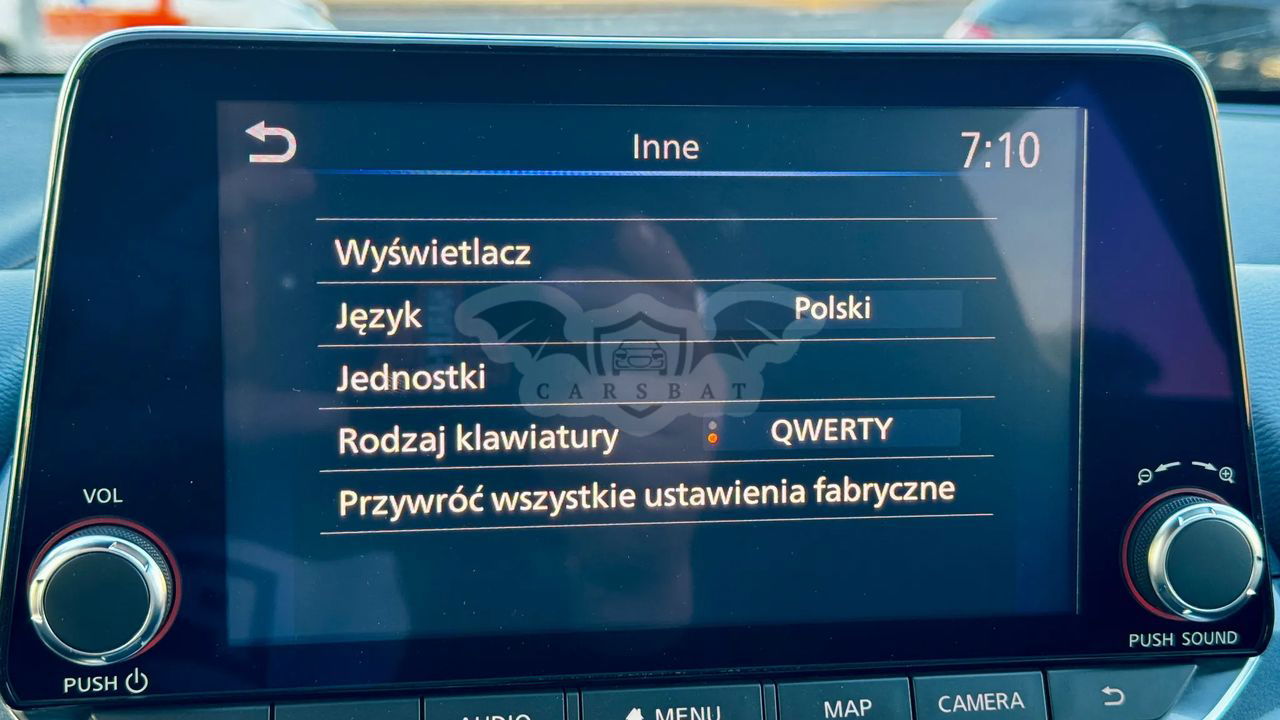 Inne
7:10
Wyświetlacz
Język Polski
CARSBAT
Jednostki
Rodzaj klawiatury QWERTY
Przywróć wszystkie ustawienia fabryczne
VOL
PUSH
PUSH SOUND
AUDIO
MENU
MAP
CAMERA